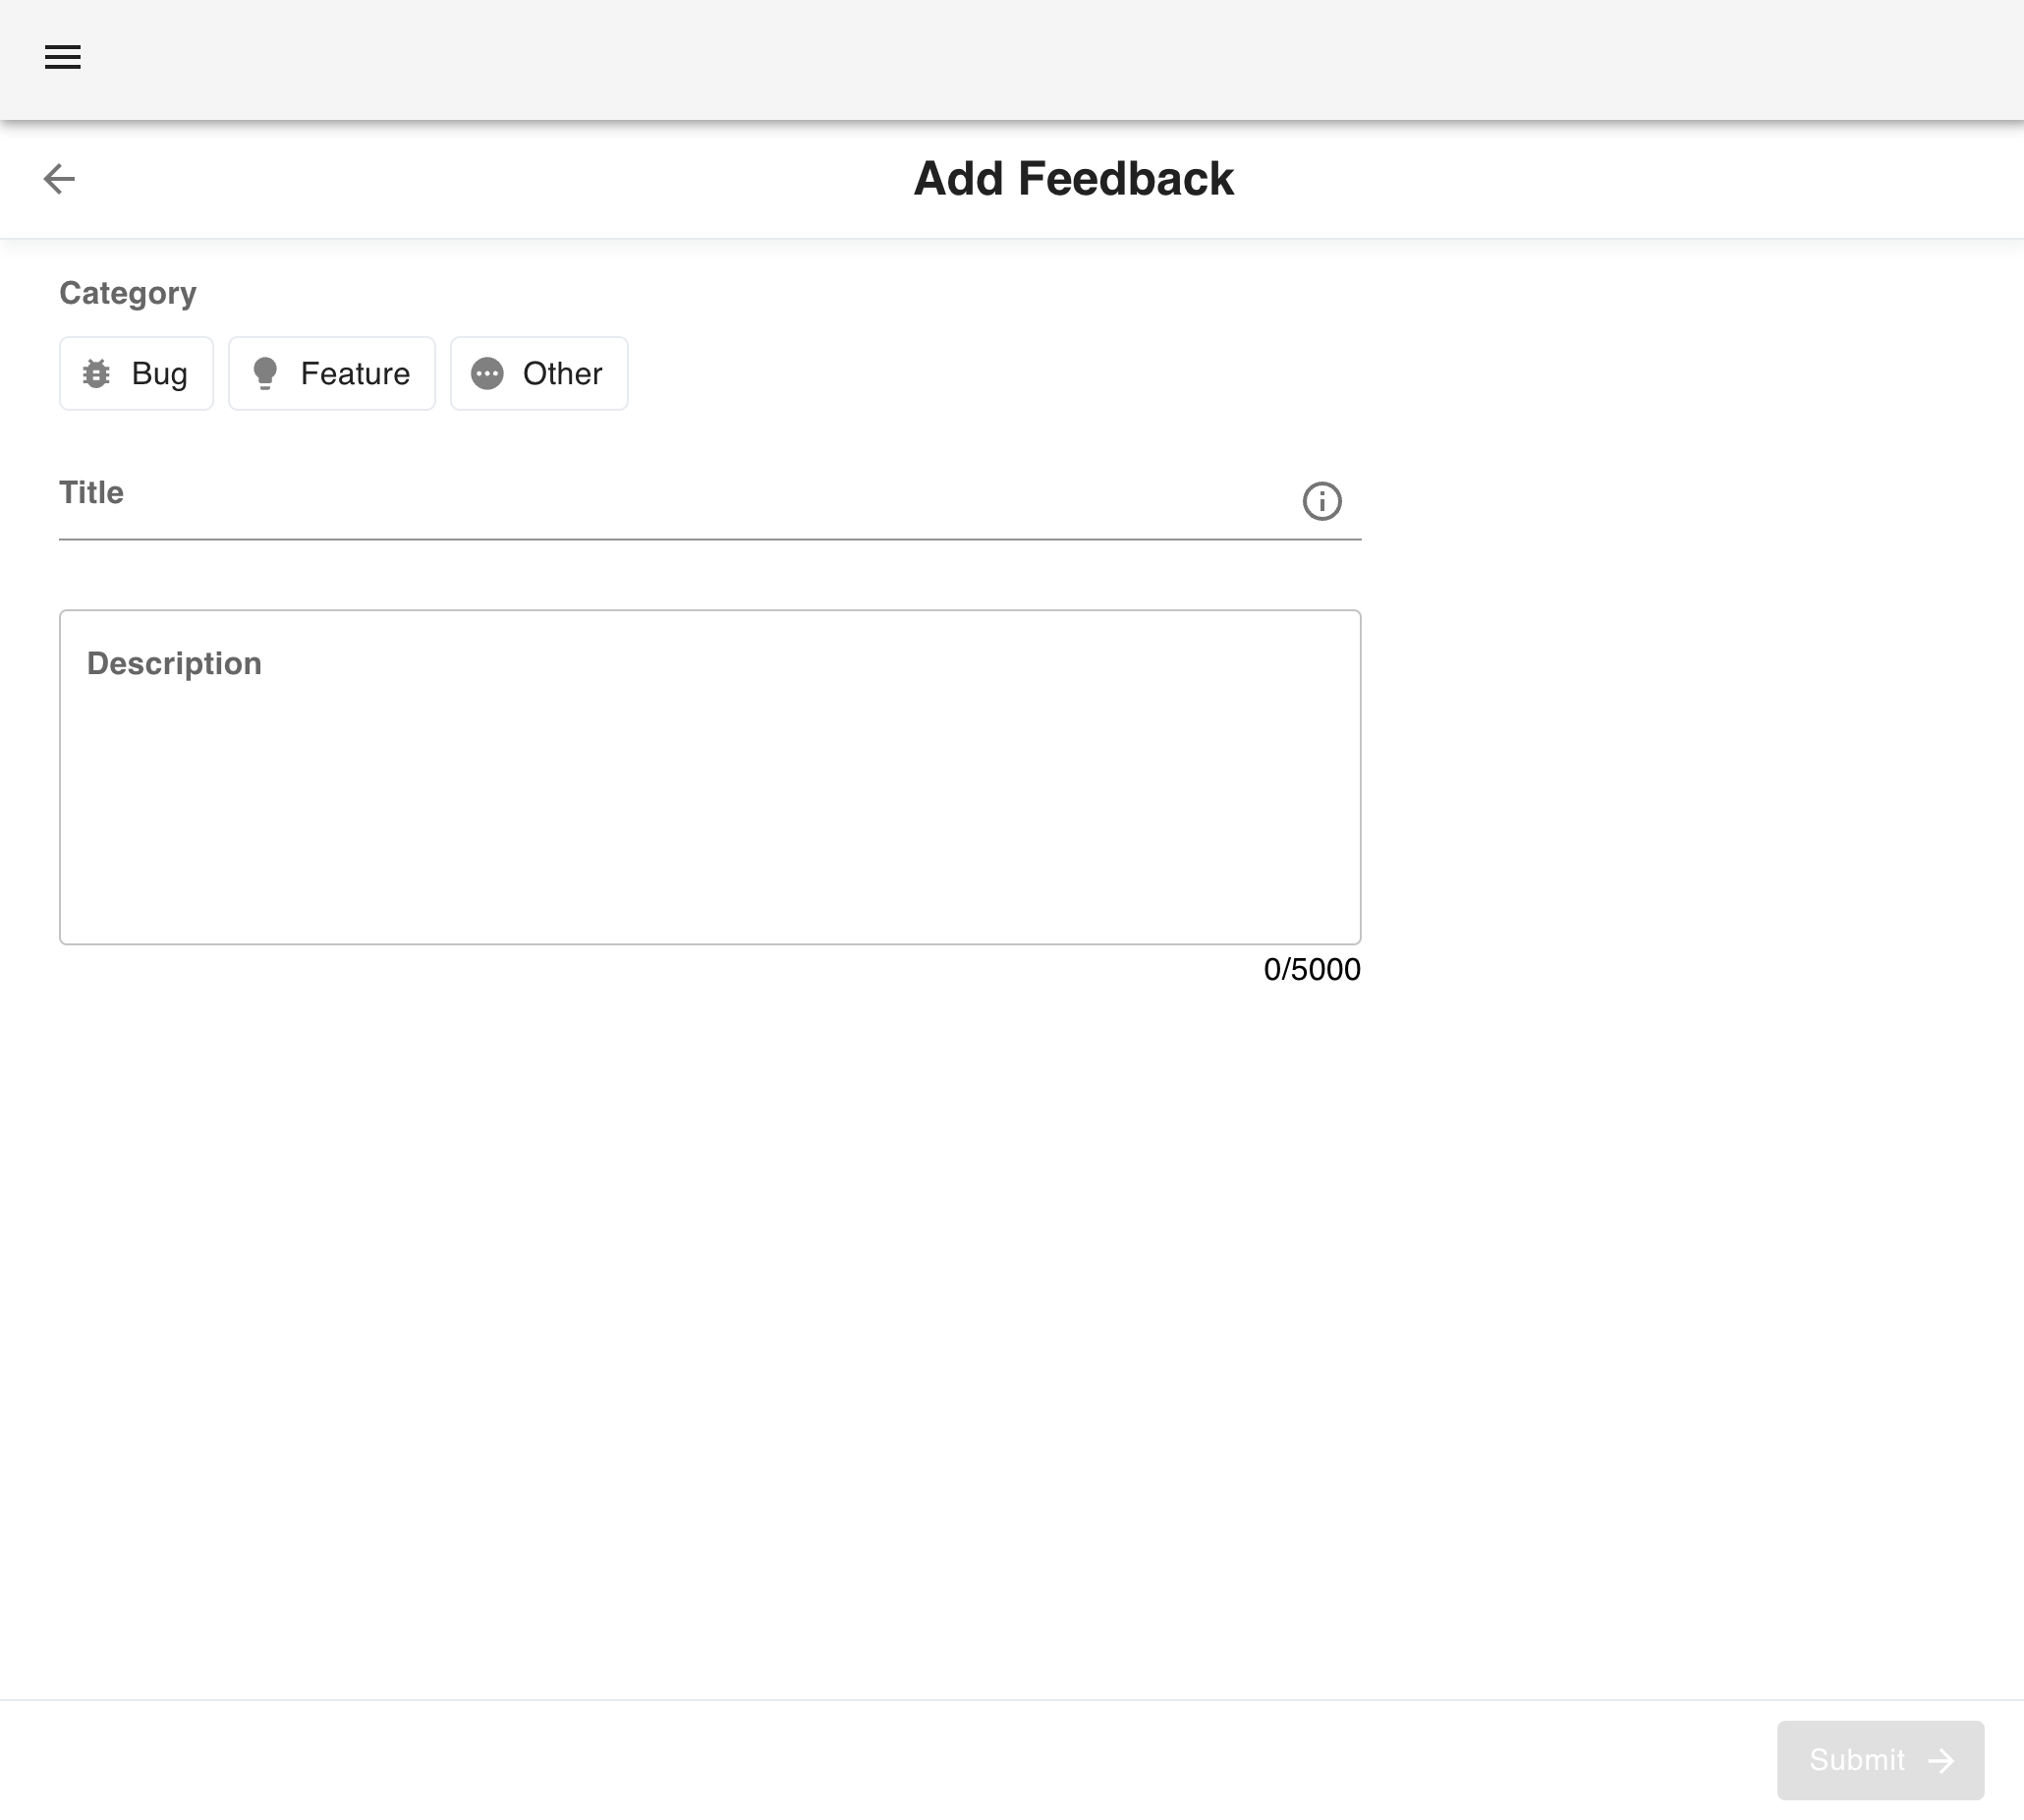 Add Feedback
Category
Bug Feature Other
Title
Description
0/5000
Submit